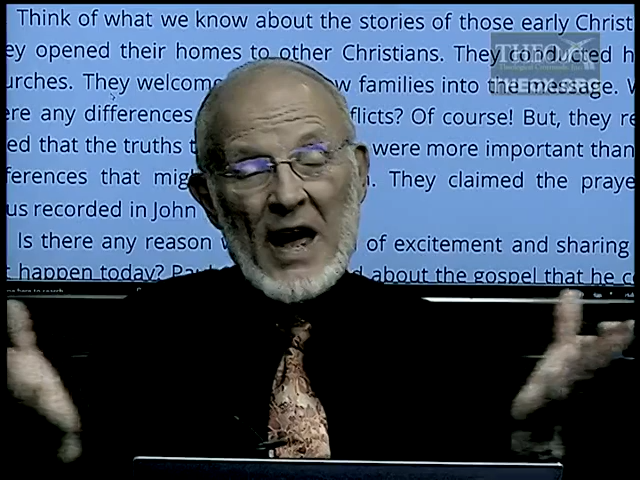 Think of what we know about the stories of those early Christ
ey opened their homes to other Christians. They conducted h
urches. They welcome w families into the message. W
ere any differences flicts? Of course! But, they re
ed that the truths t were more important than
ferences that mig . They claimed the praye
us recorded in John
Is there any reason of excitement and sharing
t happen today? Pau d about the gospel that he c
THEO